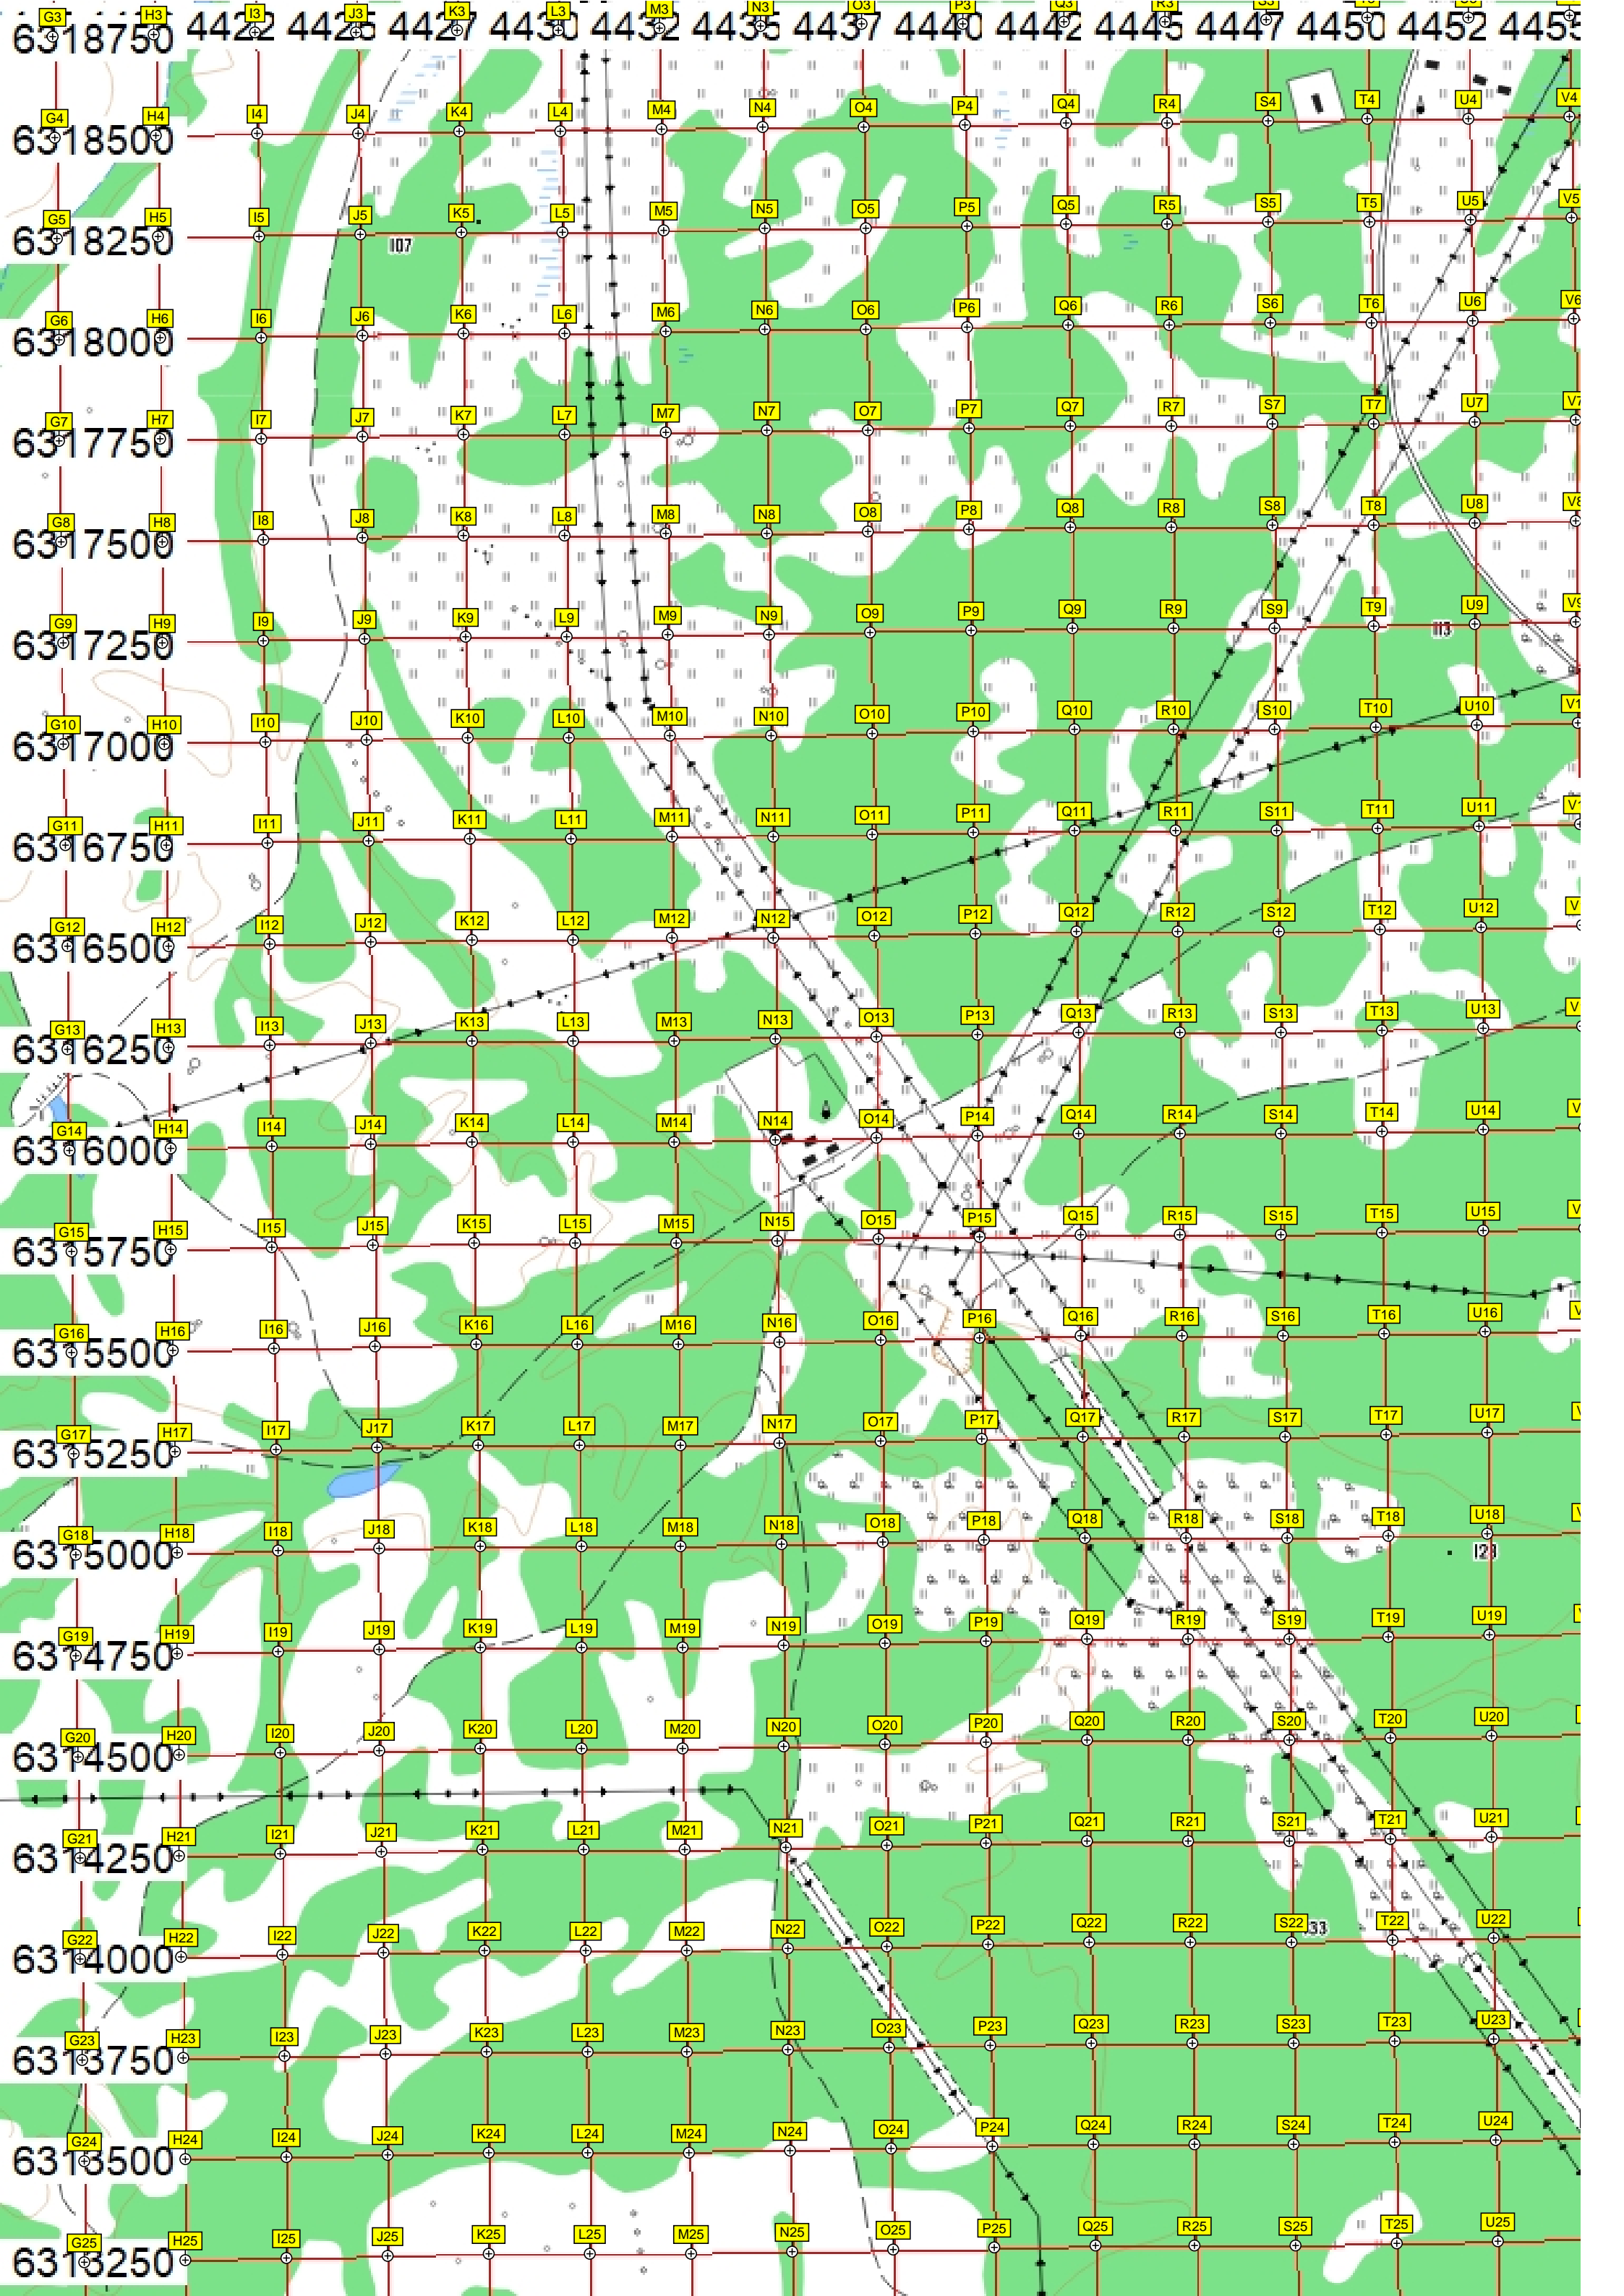 G3 H3 I3 J3 K3 L3 M3 N3 O3 P3 Q3 R3
6318750 4422 4425 4427 4430 4432 4435 4437 4440 4442 4445 4447 4450 4452 4455
G4 H4 I4 J4 K4 L4 M4 N4 O4 P4 Q4 R4 S4 T4 U4 V4
6318500
G5 H5 I5 J5 K5 L5 M5 N5 O5 P5 Q5 R5 S5 T5 U5 V5
6318250 107
G6 H6 I6 J6 K6 L6 M6 N6 O6 P6 Q6 R6 S6 T6 U6 V6
6318000
G7 H7 I7 J7 K7 L7 M7 N7 O7 P7 Q7 R7 S7 T7 U7 V7
6317750
G8 H8 I8 J8 K8 L8 M8 N8 O8 P8 Q8 R8 S8 T8 U8 V8
6317500
G9 H9 I9 J9 K9 L9 M9 N9 O9 P9 Q9 R9 S9 T9 U9 V9
6317250 113
G10 H10 I10 J10 K10 L10 M10 N10 O10 P10 Q10 R10 S10 T10 U10
6317000
G11 H11 I11 J11 K11 L11 M11 N11 O11 P11 Q11 R11 S11 T11 U11
6316750
G12 H12 I12 J12 K12 L12 M12 N12 O12 P12 Q12 R12 S12 T12 U12
6316500
G13 H13 I13 J13 K13 L13 M13 N13 O13 P13 Q13 R13 S13 T13 U13
6316250
G14 H14 I14 J14 K14 L14 M14 N14 O14 P14 Q14 R14 S14 T14 U14
6316000
G15 H15 I15 J15 K15 L15 M15 N15 O15 P15 Q15 R15 S15 T15 U15
6315750
G16 H16 I16 J16 K16 L16 M16 N16 O16 P16 Q16 R16 S16 T16 U16
6315500
G17 H17 I17 J17 K17 L17 M17 N17 O17 P17 Q17 R17 S17 T17 U17
6315250
G18 H18 I18 J18 K18 L18 M18 N18 O18 P18 Q18 R18 S18 T18 U18
6315000
G19 H19 I19 J19 K19 L19 M19 N19 O19 P19 Q19 R19 S19 T19 U19
6314750
G20 H20 I20 J20 K20 L20 M20 N20 O20 P20 Q20 R20 S20 T20 U20
6314500
G21 H21 I21 J21 K21 L21 M21 N21 O21 P21 Q21 R21 S21 T21 U21
6314250
G22 H22 I22 J22 K22 L22 M22 N22 O22 P22 Q22 R22 S22 T22 U22
6314000
G23 H23 I23 J23 K23 L23 M23 N23 O23 P23 Q23 R23 S23 T23 U23
6313750
G24 H24 I24 J24 K24 L24 M24 N24 O24 P24 Q24 R24 S24 T24 U24
6313500
G25 H25 I25 J25 K25 L25 M25 N25 O25 P25 Q25 R25 S25 T25 U25
6313250